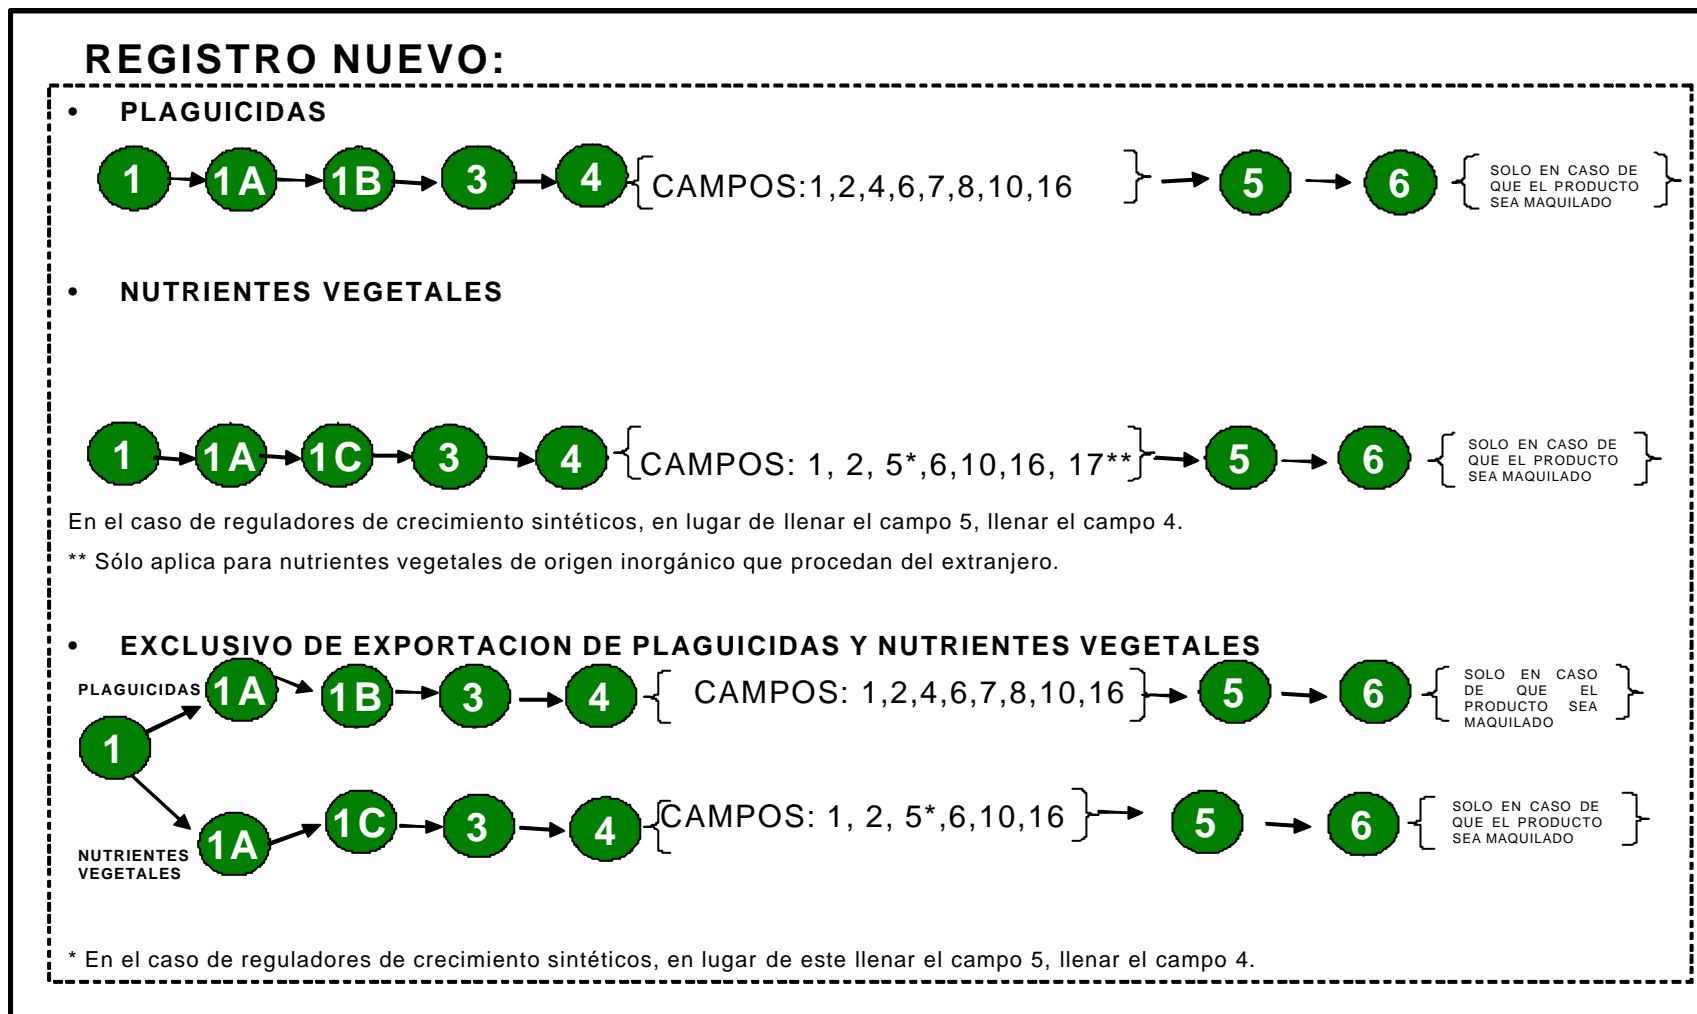 REGISTRO NUEVO:
• PLAGUICIDAS
1 1A 1B 3 4 CAMPOS:1,2,4,6,7,8,10,16 5 6
SOLO EN CASO DE
QUE EL PRODUCTO
SEA MAQUILADO
• NUTRIENTES VEGETALES
1 1A 1C 3 4 CAMPOS: 1, 2, 5*,6,10,16, 17** 5 6
SOLO EN CASO DE
QUE EL PRODUCTO
SEA MAQUILADO
En el caso de reguladores de crecimiento sintéticos, en lugar de llenar el campo 5, llenar el campo 4.
** Sólo aplica para nutrientes vegetales de origen inorgánico que procedan del extranjero.
• EXCLUSIVO DE EXPORTACION DE PLAGUICIDAS Y NUTRIENTES VEGETALES
PLAGUICIDAS 1A 1B 3 4 CAMPOS: 1,2,4,6,7,8,10,16 5 6
SOLO EN CASO
DE QUE EL
PRODUCTO SEA
MAQUILADO
1
1A 1C 3 4 CAMPOS: 1, 2, 5*,6,10,16 5 6
SOLO EN CASO DE
QUE EL PRODUCTO
SEA MAQUILADO
NUTRIENTES
VEGETALES
* En el caso de reguladores de crecimiento sintéticos, en lugar de este llenar el campo 5, llenar el campo 4.